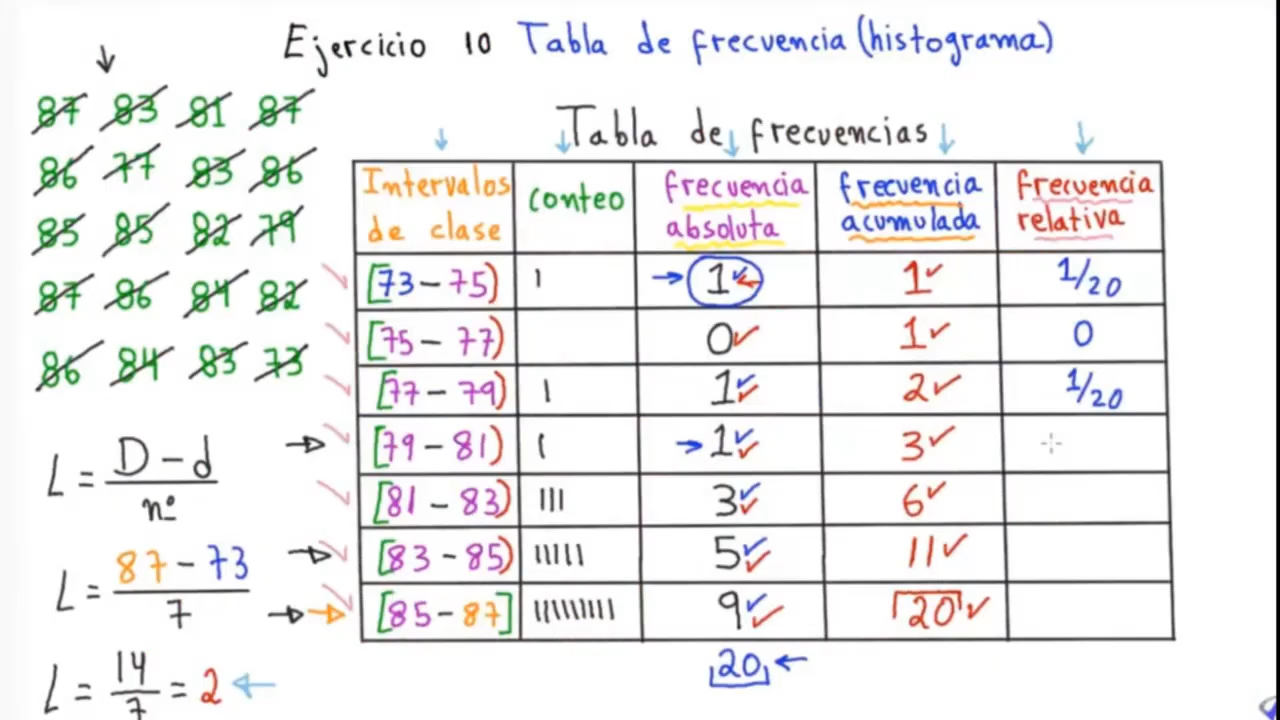 Ejercicio 10 Tabla de frecuencia (histograma)
87 83 81 87
86 77 83 86
85 85 82 79
87 86 84 82
86 84 83 73
L = D - d / nº
L = 87 - 73 / 7
L = 14 / 7 = 2
Tabla de frecuencias
Intervalos de clase conteo frecuencia absoluta frecuencia acumulada frecuencia relativa
[73 - 75) I 1 1 1/20
[75 - 77) 0 1 0
[77 - 79) I 1 2 1/20
[79 - 81) I 1 3
[81 - 83) III 3 6
[83 - 85) IIIII 5 11
[85 - 87] IIIIIIIII 9 20
20